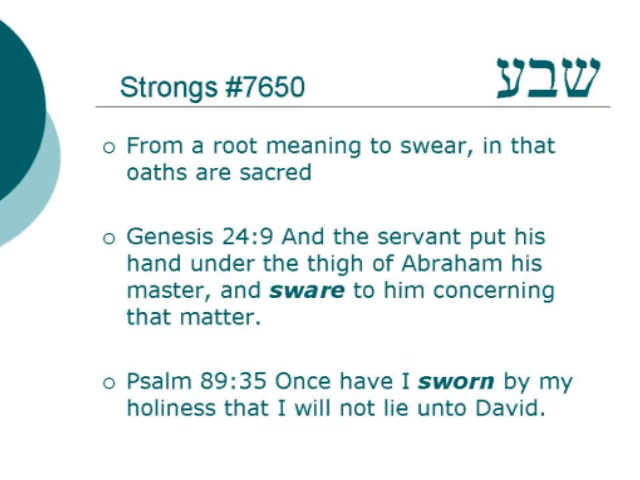 Strongs #7650 שבע
From a root meaning to swear, in that
oaths are sacred
Genesis 24:9 And the servant put his
hand under the thigh of Abraham his
master, and sware to him concerning
that matter.
Psalm 89:35 Once have I sworn by my
holiness that I will not lie unto David.